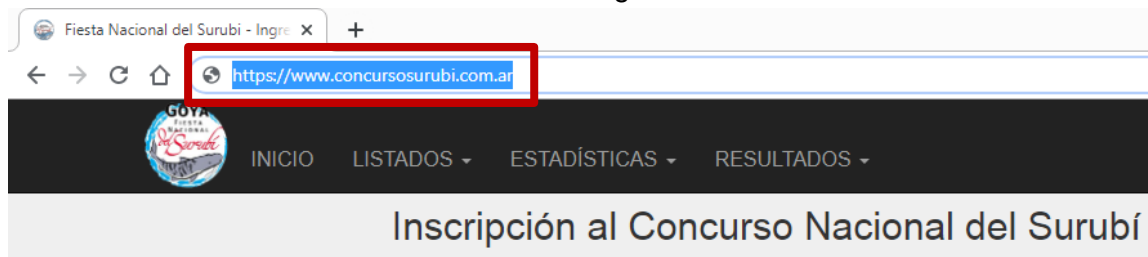 Fiesta Nacional del Surubi - Ingre
https://www.concursosurubi.com.ar
GOYA
FIESTA
NACIONAL
del Surubí
INICIO LISTADOS ESTADÍSTICAS RESULTADOS
Inscripción al Concurso Nacional del Surubí